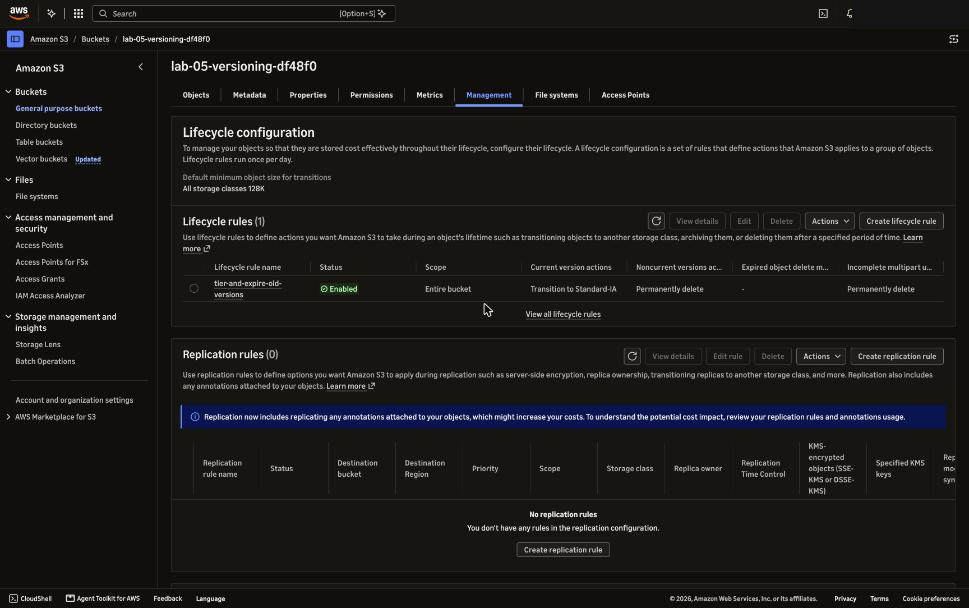 aws
Search
[Option+S]
Amazon S3
Buckets
lab-05-versioning-df48f0
Amazon S3
Buckets
General purpose buckets
Directory buckets
Table buckets
Vector buckets Updated
Files
File systems
Access management and
security
Access Points
Access Points for FSx
Access Grants
IAM Access Analyzer
Storage management and
insights
Storage Lens
Batch Operations
Account and organization settings
AWS Marketplace for S3
lab-05-versioning-df48f0
Objects
Metadata
Properties
Permissions
Metrics
Management
File systems
Access Points
Lifecycle configuration
To manage your objects so that they are stored cost effectively throughout their lifecycle, configure their lifecycle. A lifecycle configuration is a set of rules that define actions that Amazon S3 applies to a group of objects.
Lifecycle rules run once per day.
Default minimum object size for transitions
All storage classes 128K
Lifecycle rules (1)
View details
Edit
Delete
Actions
Create lifecycle rule
Use lifecycle rules to define actions you want Amazon S3 to take during an object's lifetime such as transitioning objects to another storage class, archiving them, or deleting them after a specified period of time. Learn
more
Lifecycle rule name
Status
Scope
Current version actions
Noncurrent versions ac...
Expired object delete m...
Incomplete multipart u...
tier-and-expire-old-
versions
Enabled
Entire bucket
Transition to Standard-IA
Permanently delete
-
Permanently delete
View all lifecycle rules
Replication rules (0)
View details
Edit rule
Delete
Actions
Create replication rule
Use replication rules to define options you want Amazon S3 to apply during replication such as server-side encryption, replica ownership, transitioning replicas to another storage class, and more. Replication also includes
any annotations attached to your objects. Learn more
Replication now includes replicating any annotations attached to your objects, which might increase your costs. To understand the potential cost impact, review your replication rules and annotations usage.
Replication
rule name
Status
Destination
bucket
Destination
Region
Priority
Scope
Storage class
Replica owner
Replication
Time Control
KMS-
encrypted
objects (SSE-
KMS or DSSE-
KMS)
Specified KMS
keys
Rep
mo
syn
No replication rules
You don't have any rules in the replication configuration.
Create replication rule
CloudShell
Agent Toolkit for AWS
Feedback
Language
© 2026, Amazon Web Services, Inc. or its affiliates.
Privacy
Terms
Cookie preferences